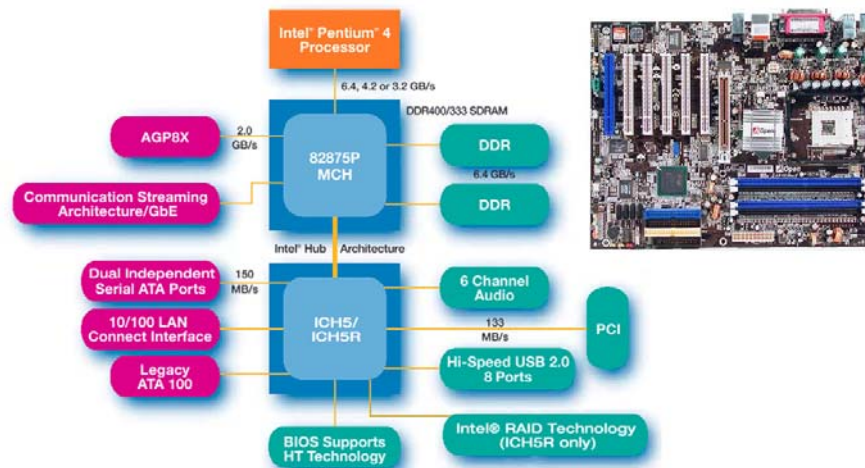 Intel® Pentium® 4
Processor
6.4, 4.2 or 3.2 GB/s
DDR400/333 SDRAM
AGP8X
2.0
GB/s
82875P
MCH
DDR
6.4 GB/s
DDR
Communication Streaming
Architecture/GbE
Intel® Hub Architecture
Dual Independent
Serial ATA Ports
150
MB/s
6 Channel
Audio
10/100 LAN
Connect Interface
ICH5/
ICH5R
133
MB/s
PCI
Legacy
ATA 100
Hi-Speed USB 2.0
8 Ports
BIOS Supports
HT Technology
Intel® RAID Technology
(ICH5R only)